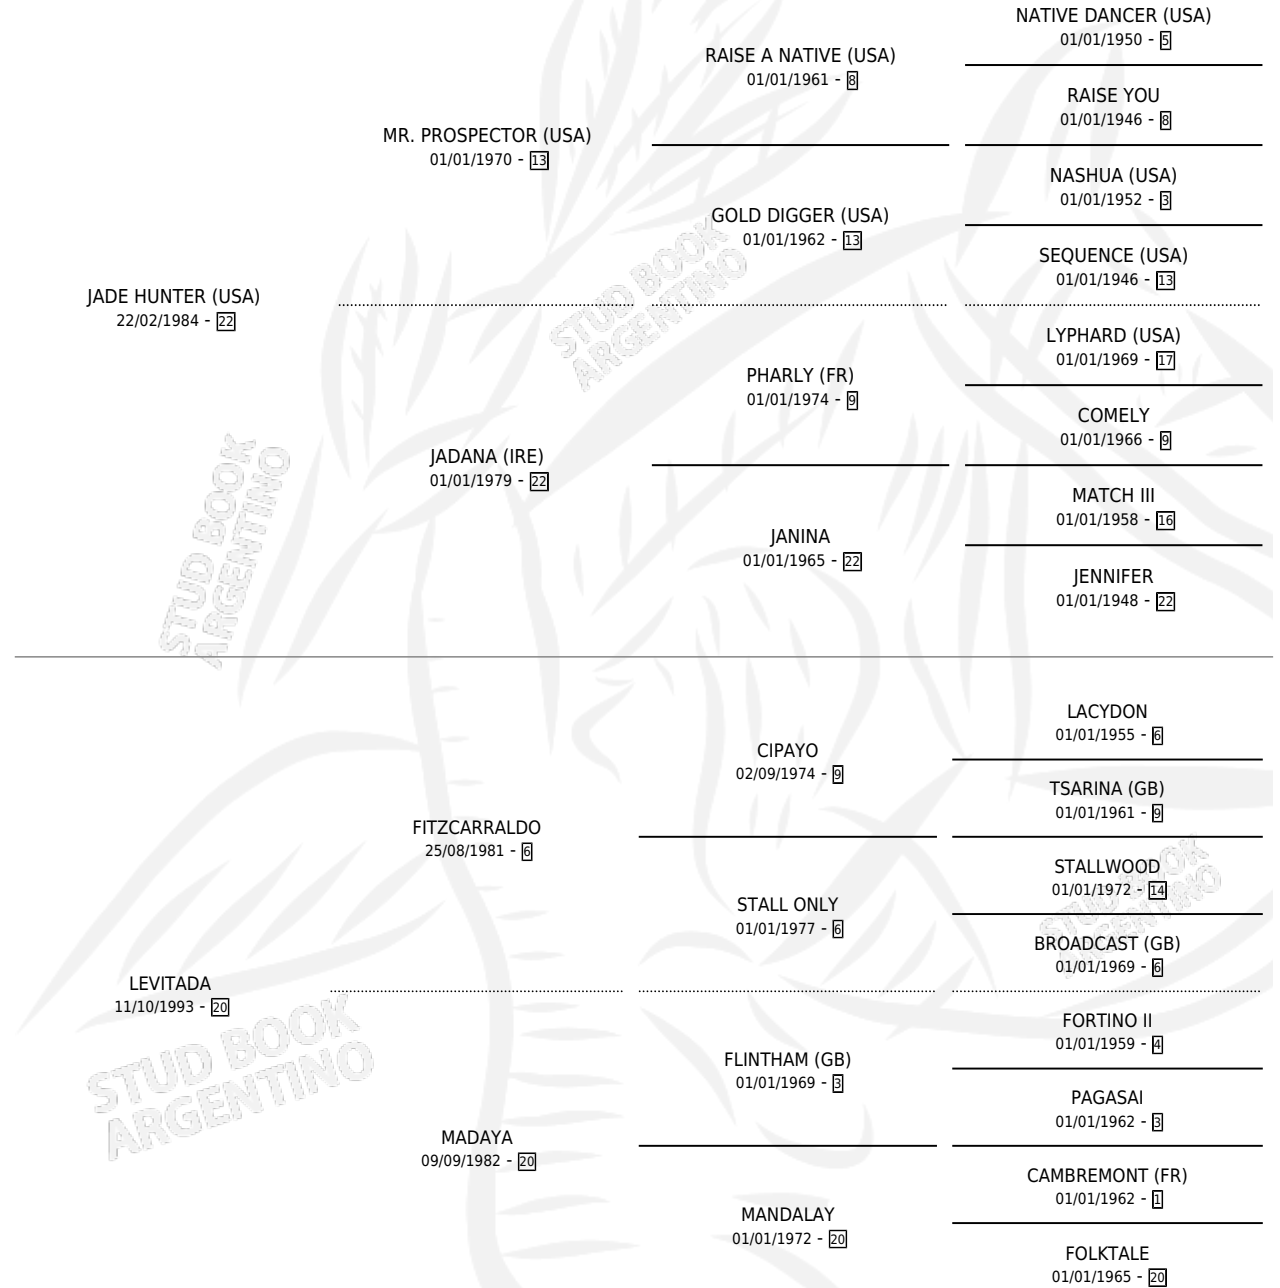 NATIVE DANCER (USA)
01/01/1950 - 5
RAISE A NATIVE (USA)
01/01/1961 - 8
RAISE YOU
01/01/1946 - 8
MR. PROSPECTOR (USA)
01/01/1970 - 13
NASHUA (USA)
01/01/1952 - 3
GOLD DIGGER (USA)
01/01/1962 - 13
SEQUENCE (USA)
01/01/1946 - 13
JADE HUNTER (USA)
22/02/1984 - 22
STUD BOOK
ARGENTINO
LYPHARD (USA)
01/01/1969 - 17
PHARLY (FR)
01/01/1974 - 9
COMELY
01/01/1966 - 9
JADANA (IRE)
01/01/1979 - 22
MATCH III
01/01/1958 - 16
JANINA
01/01/1965 - 22
JENNIFER
01/01/1948 - 22
STUD BOOK
ARGENTINO
LACYDON
01/01/1955 - 6
CIPAYO
02/09/1974 - 9
TSARINA (GB)
01/01/1961 - 9
FITZCARRALDO
25/08/1981 - 6
STALLWOOD
01/01/1972 - 14
STALL ONLY
01/01/1977 - 6
BROADCAST (GB)
01/01/1969 - 6
STUD BOOK
ARGENTINO
LEVITADA
11/10/1993 - 20
FORTINO II
01/01/1959 - 4
FLINTHAM (GB)
01/01/1969 - 3
PAGASAI
01/01/1962 - 3
STUD BOOK
ARGENTINO
MADAYA
09/09/1982 - 20
CAMBREMONT (FR)
01/01/1962 - 1
MANDALAY
01/01/1972 - 20
FOLKTALE
01/01/1965 - 20